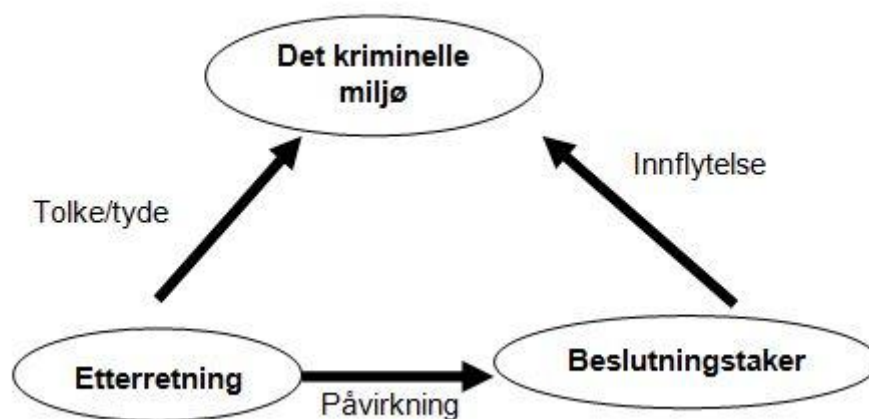 Det kriminelle
miljø
Innflytelse
Tolke/tyde
Beslutningstaker
Etterretning
Påvirkning